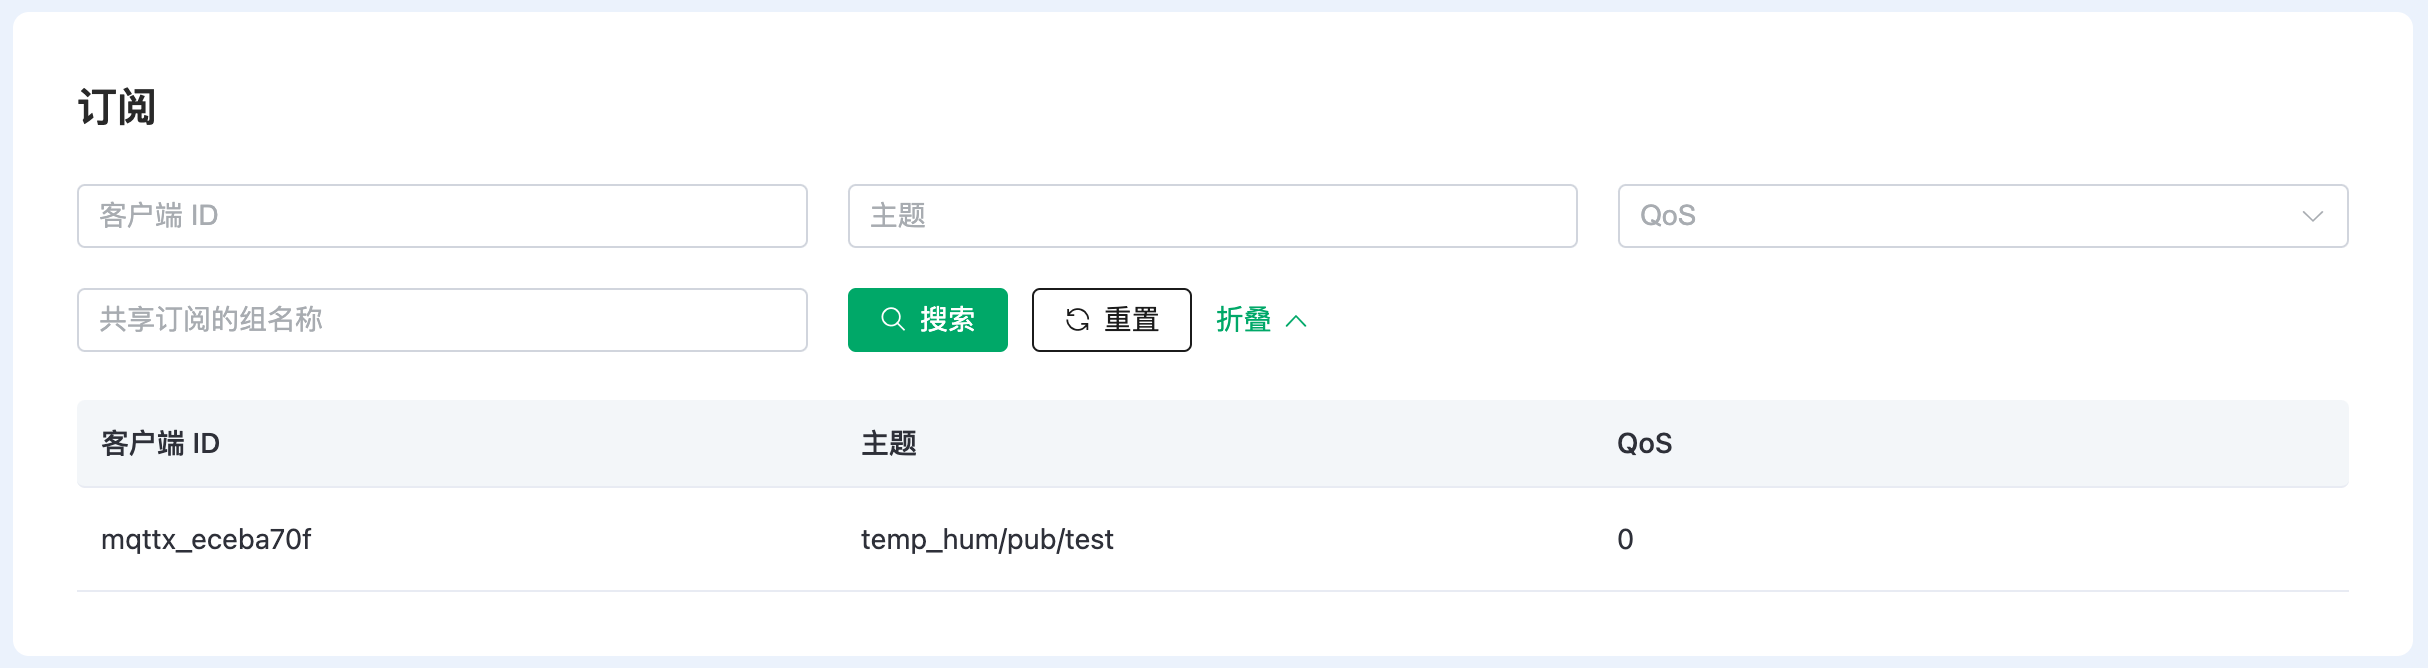 订阅
客户端 ID 主题 QoS
共享订阅的组名称 搜索 重置 折叠
客户端 ID 主题 QoS
mqttx_eceba70f temp_hum/pub/test 0